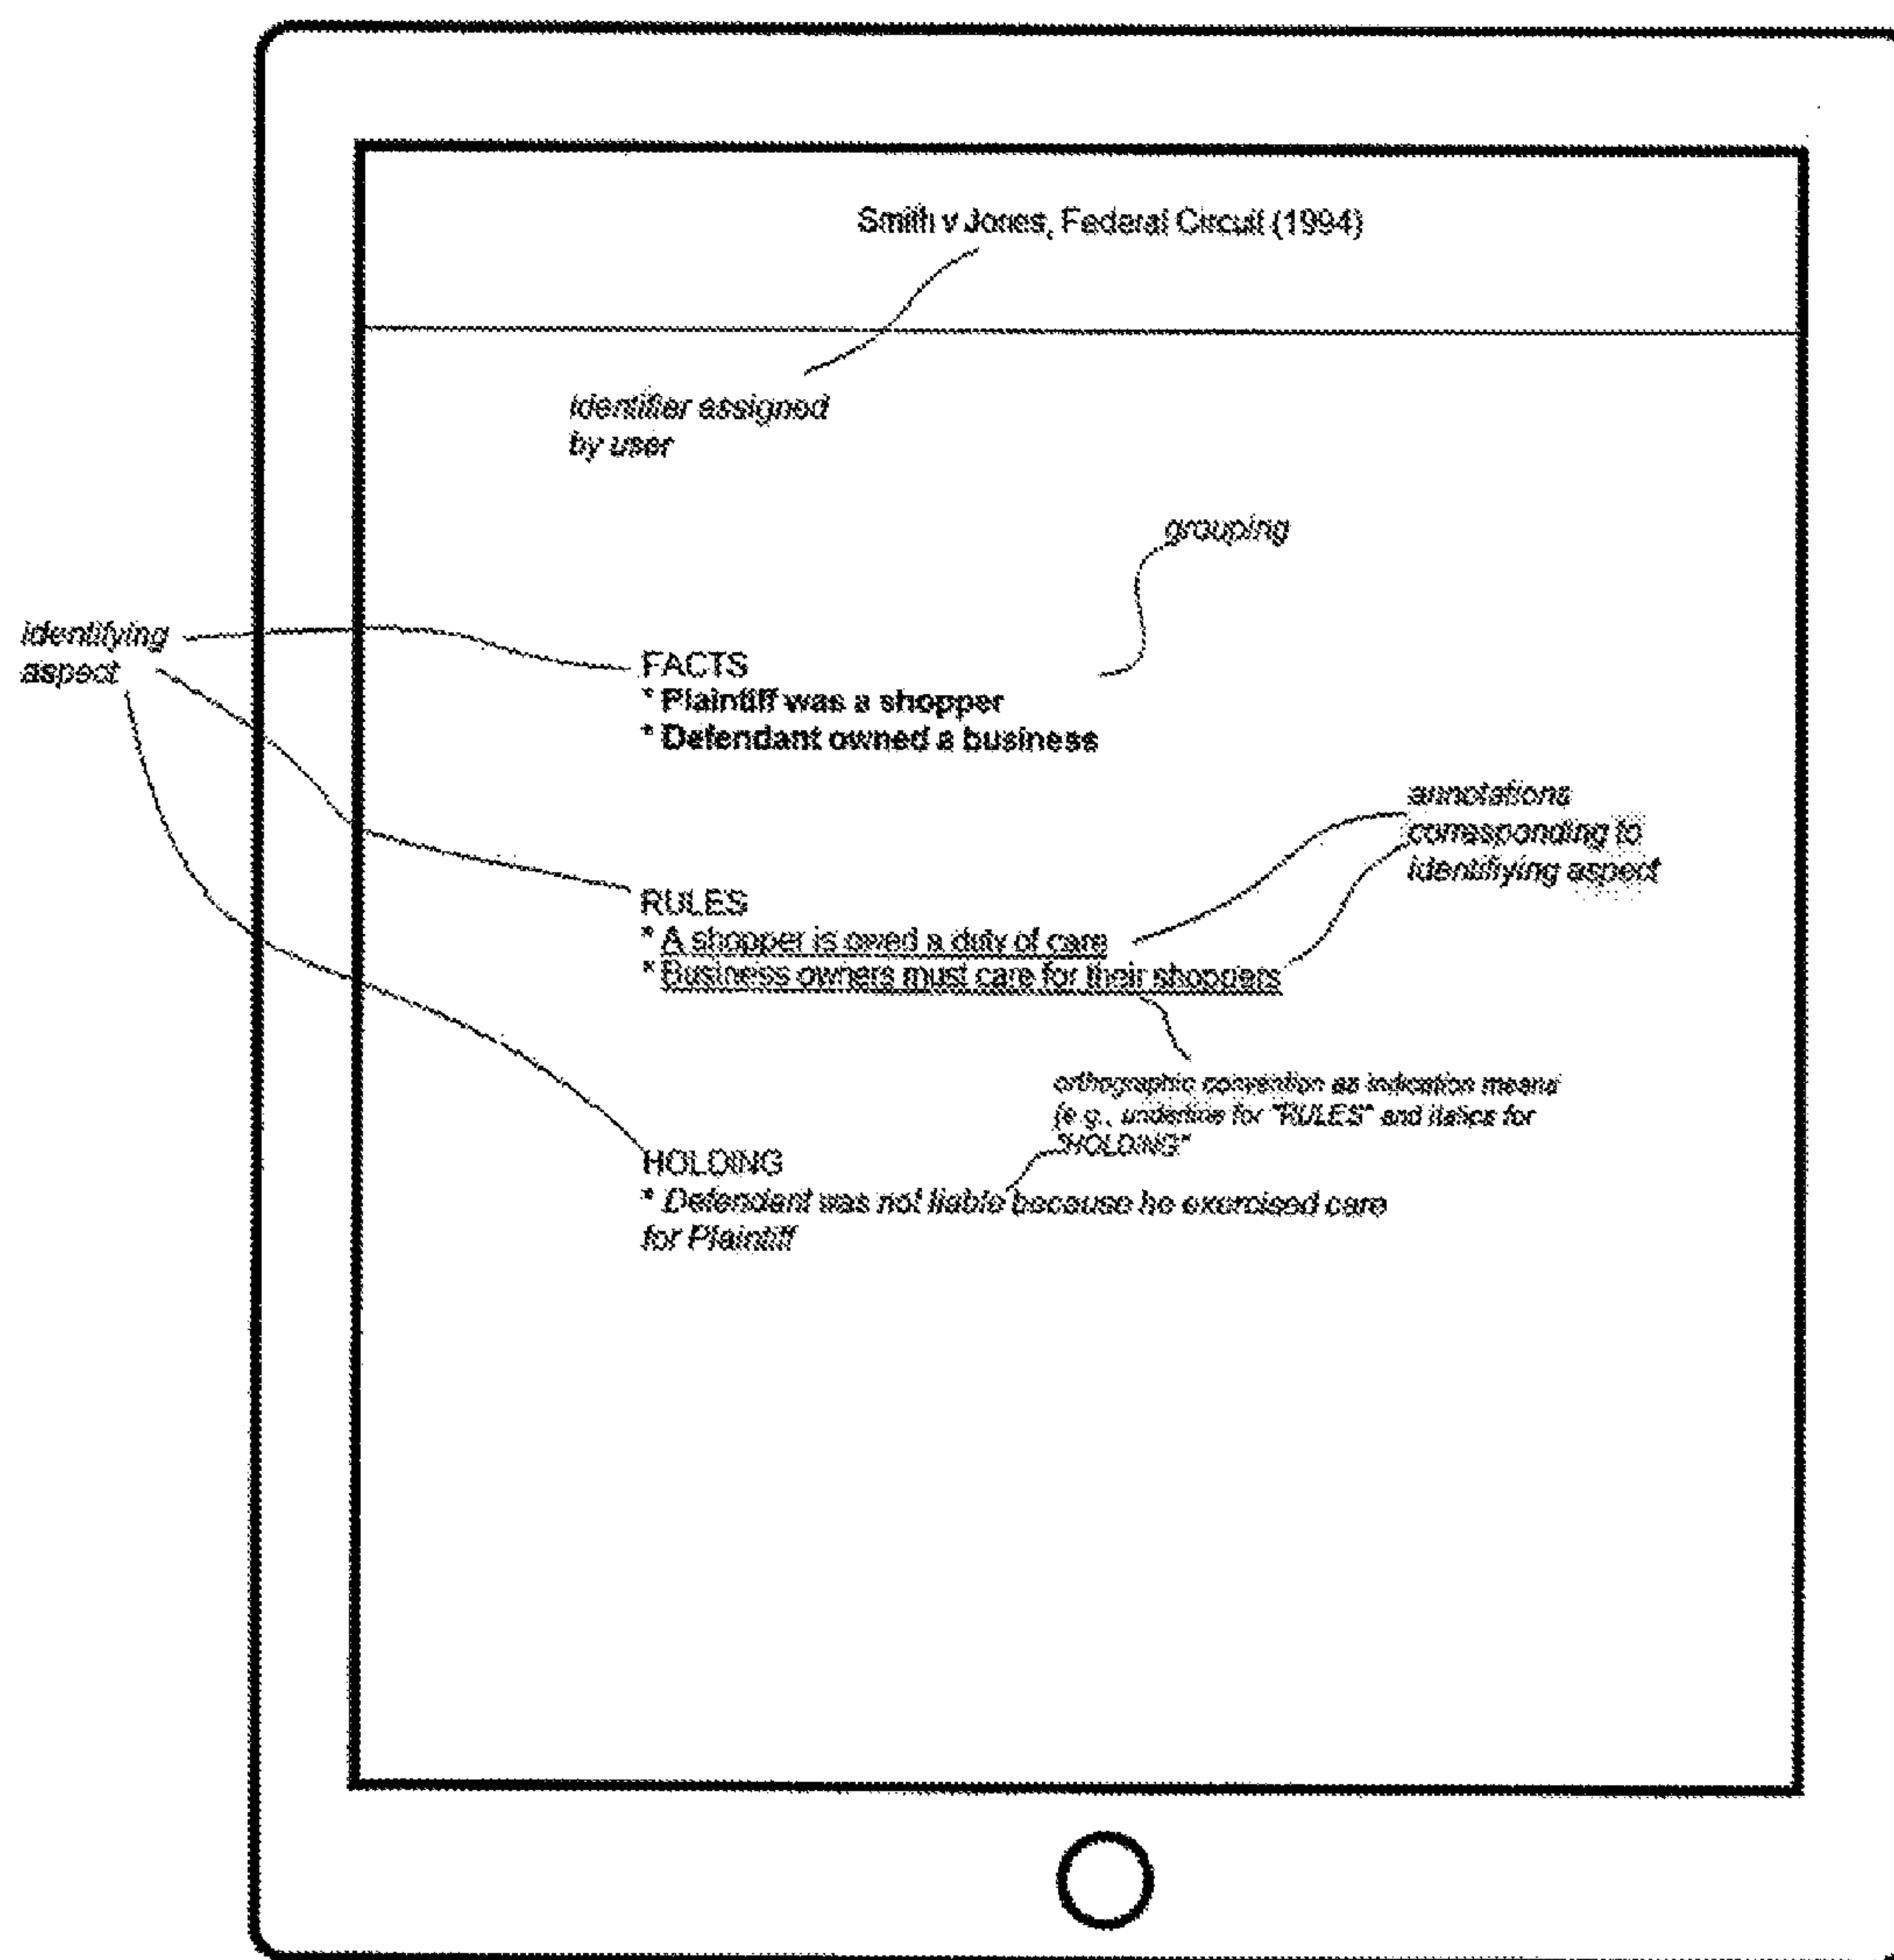 Smith v Jones, Federal Circuit (1994)
identifier assigned
by user
grouping
identifying
aspect
FACTS
* Plaintiff was a shopper
* Defendant owned a business
annotations
corresponding to
identifying aspect
RULES
* A shopper is owed a duty of care
* Business owners must care for their shoppers
orthographic convention as indication means
(e.g., underline for "RULES" and italics for
"HOLDING"
HOLDING
* Defendant was not liable because he exercised care
for Plaintiff